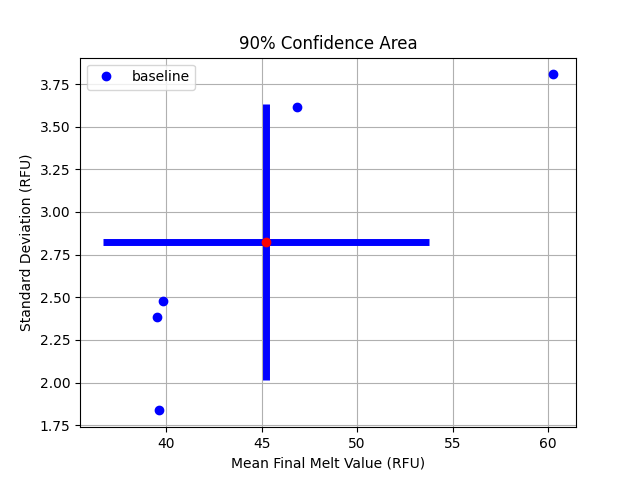 90% Confidence Area
baseline
Standard Deviation (RFU)
3.75
3.50
3.25
3.00
2.75
2.50
2.25
2.00
1.75
40 45 50 55 60
Mean Final Melt Value (RFU)